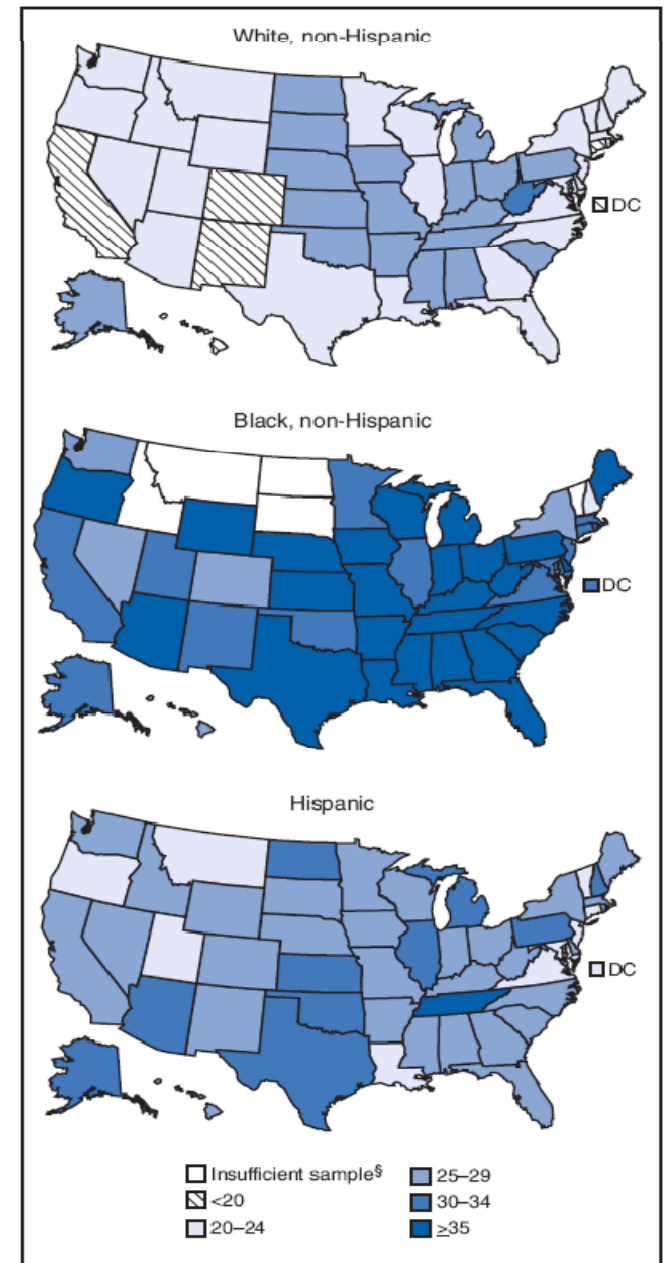 White, non-Hispanic
DC
Black, non-Hispanic
DC
Hispanic
DC
Insufficient sample§
<20
20–24
25–29
30–34
≥35